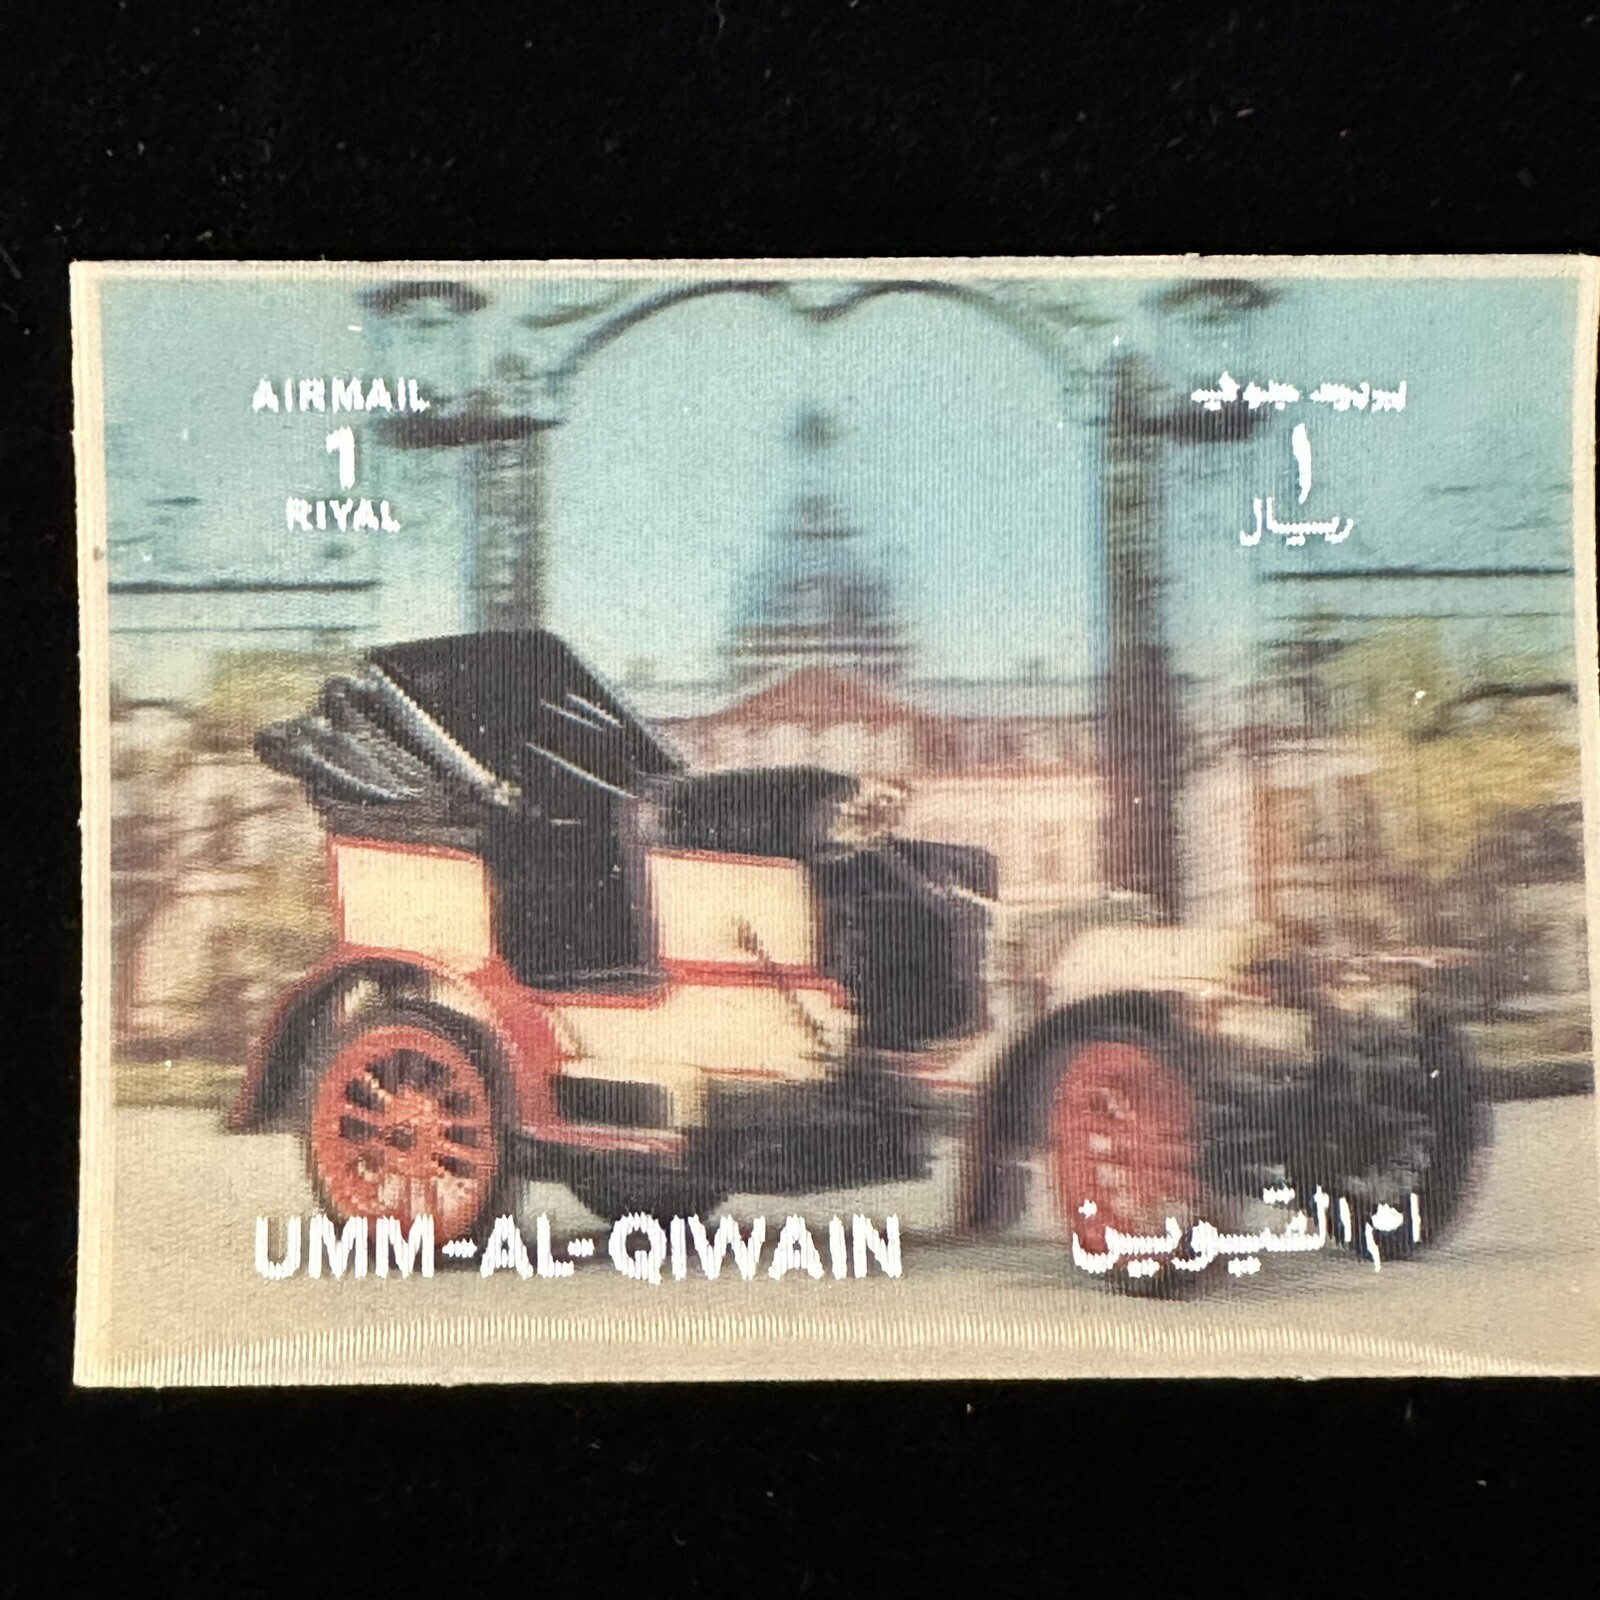 AIRMAIL
1
RIYAL
بريد جوي
١
ريال
UMM-AL-QIWAIN
ام القيوين